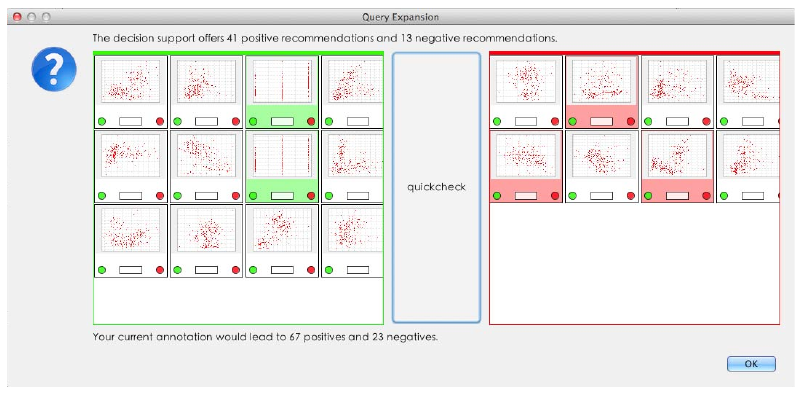 Query Expansion
The decision support offers 41 positive recommendations and 13 negative recommendations.
quickcheck
Your current annotation would lead to 67 positives and 23 negatives.
OK